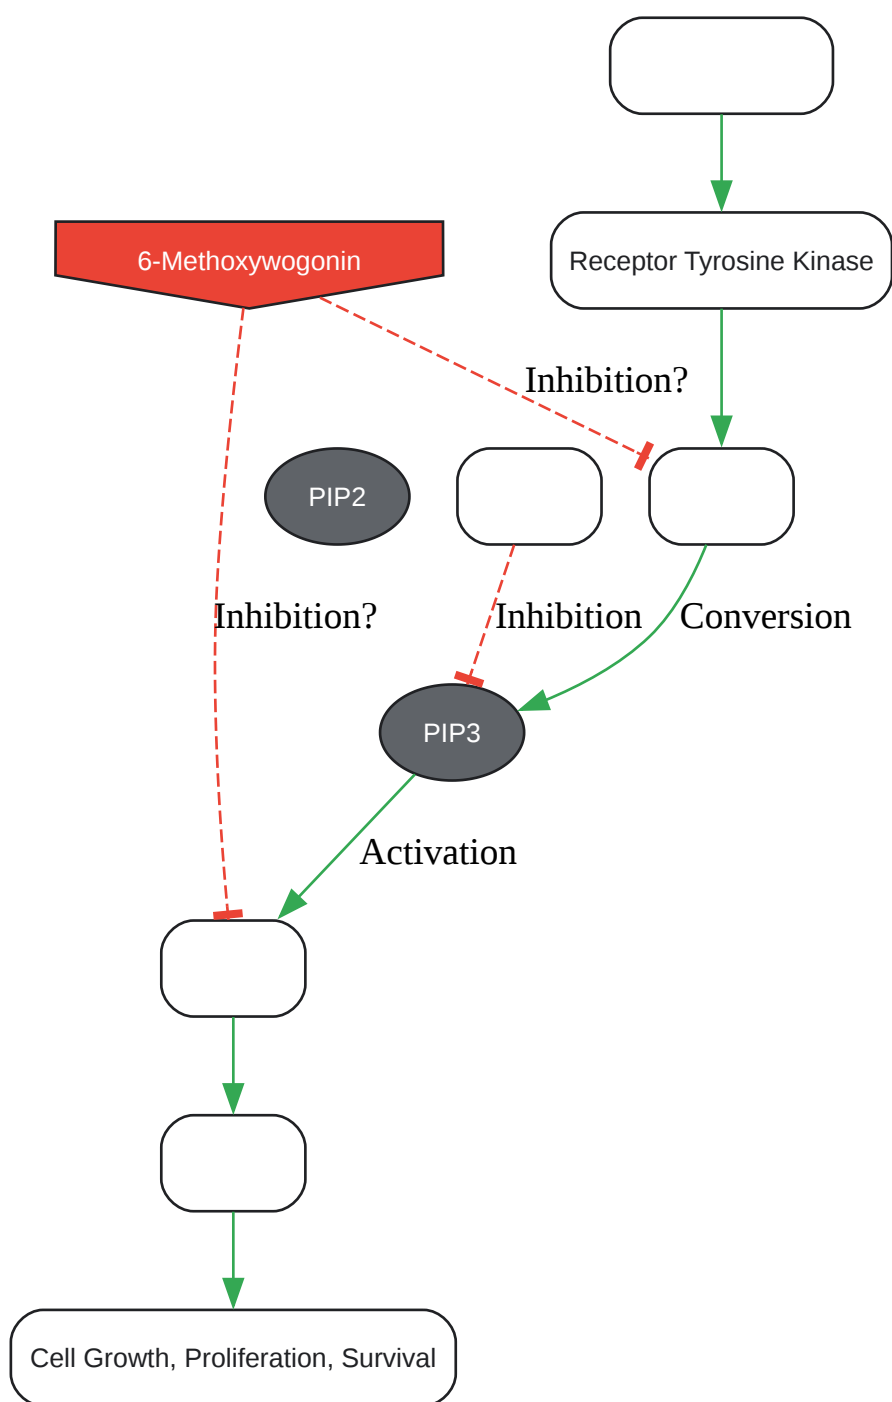 6-Methoxywogonin
Receptor Tyrosine Kinase
Inhibition?
PIP2
Inhibition?
Inhibition
Conversion
PIP3
Activation
Cell Growth, Proliferation, Survival